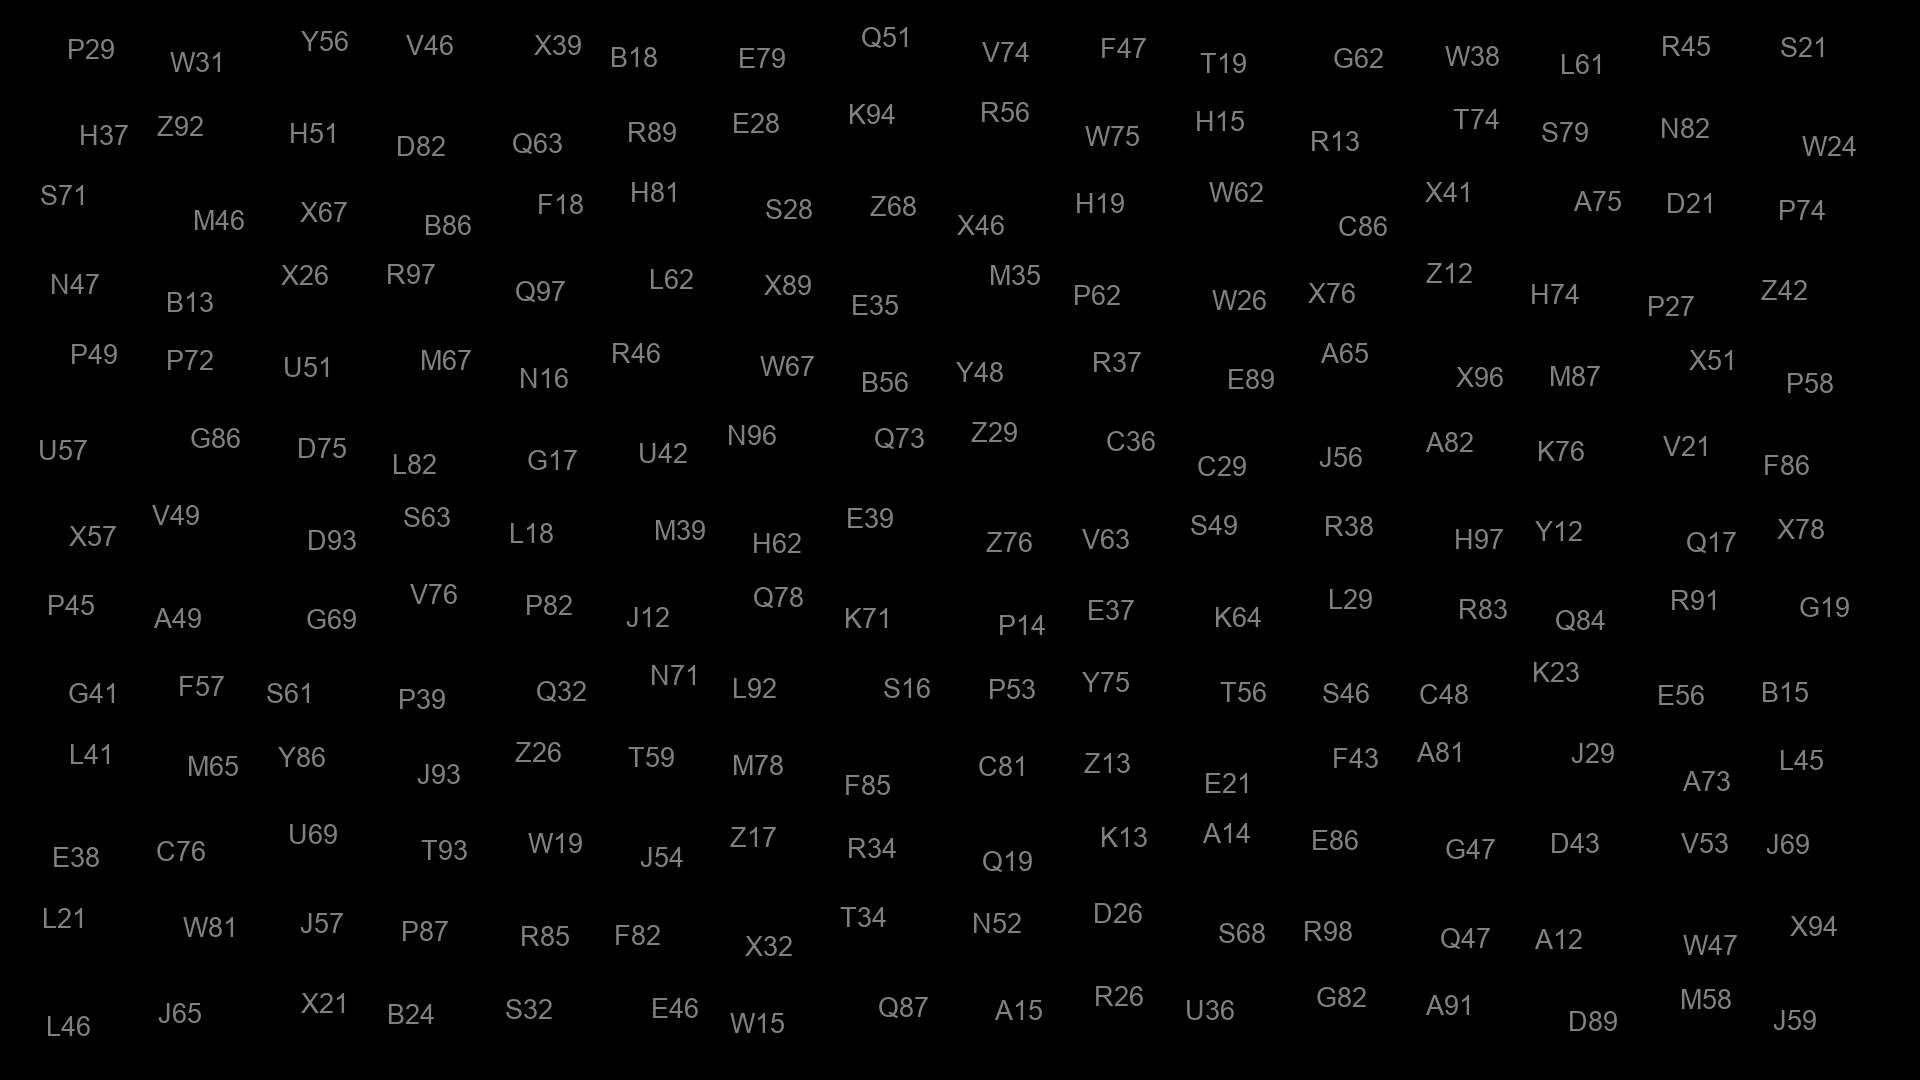 P29 W31 Y56 V46 X39 B18 E79 Q51 V74 F47 T19 G62 W38 L61 R45 S21
H37 Z92 H51 D82 Q63 R89 E28 K94 R56 W75 H15 R13 T74 S79 N82 W24
S71 M46 X67 B86 F18 H81 S28 Z68 X46 H19 W62 C86 X41 A75 D21 P74
N47 B13 X26 R97 Q97 L62 X89 E35 M35 P62 W26 X76 Z12 H74 P27 Z42
P49 P72 U51 M67 N16 R46 W67 B56 Y48 R37 E89 A65 X96 M87 X51 P58
U57 G86 D75 L82 G17 U42 N96 Q73 Z29 C36 C29 J56 A82 K76 V21 F86
X57 V49 D93 S63 L18 M39 H62 E39 Z76 V63 S49 R38 H97 Y12 Q17 X78
P45 A49 G69 V76 P82 J12 Q78 K71 P14 E37 K64 L29 R83 Q84 R91 G19
G41 F57 S61 P39 Q32 N71 L92 S16 P53 Y75 T56 S46 C48 K23 E56 B15
L41 M65 Y86 J93 Z26 T59 M78 F85 C81 Z13 E21 F43 A81 J29 A73 L45
E38 C76 U69 T93 W19 J54 Z17 R34 Q19 K13 A14 E86 G47 D43 V53 J69
L21 W81 J57 P87 R85 F82 X32 T34 N52 D26 S68 R98 Q47 A12 W47 X94
L46 J65 X21 B24 S32 E46 W15 Q87 A15 R26 U36 G82 A91 D89 M58 J59